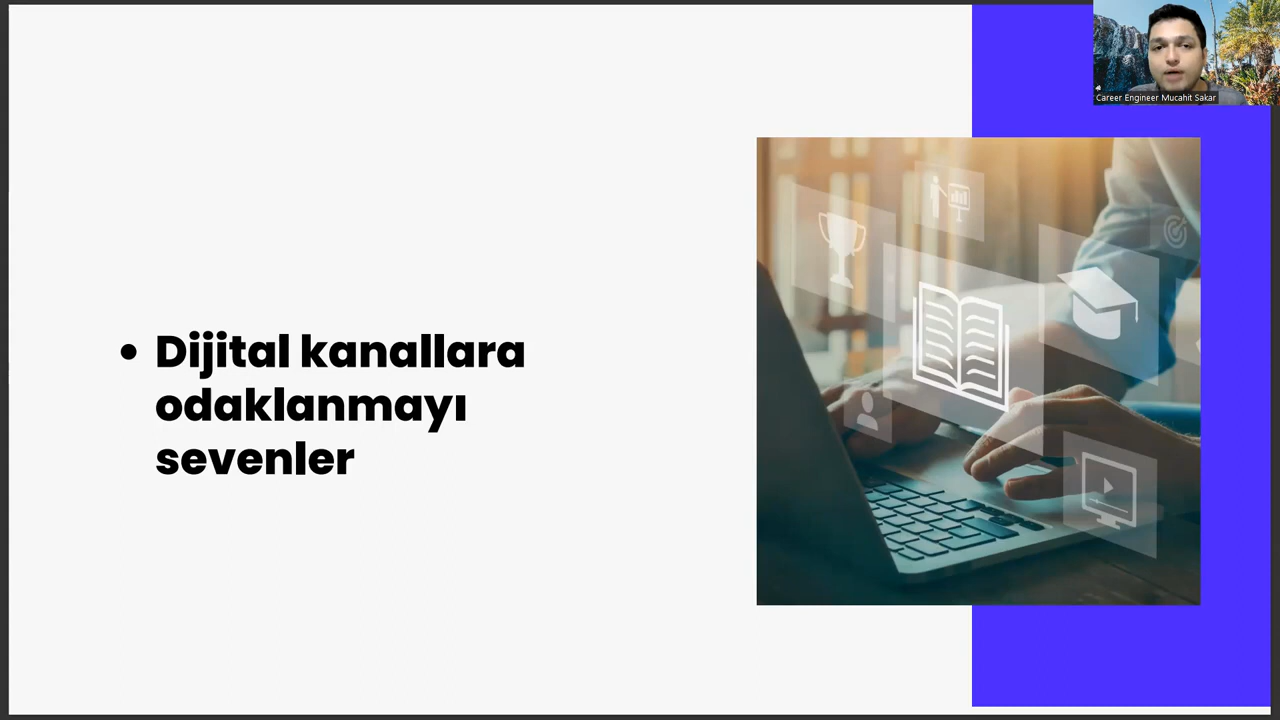 Career Engineer Mucahit Sakar
• Dijital kanallara
odaklanmayı
sevenler